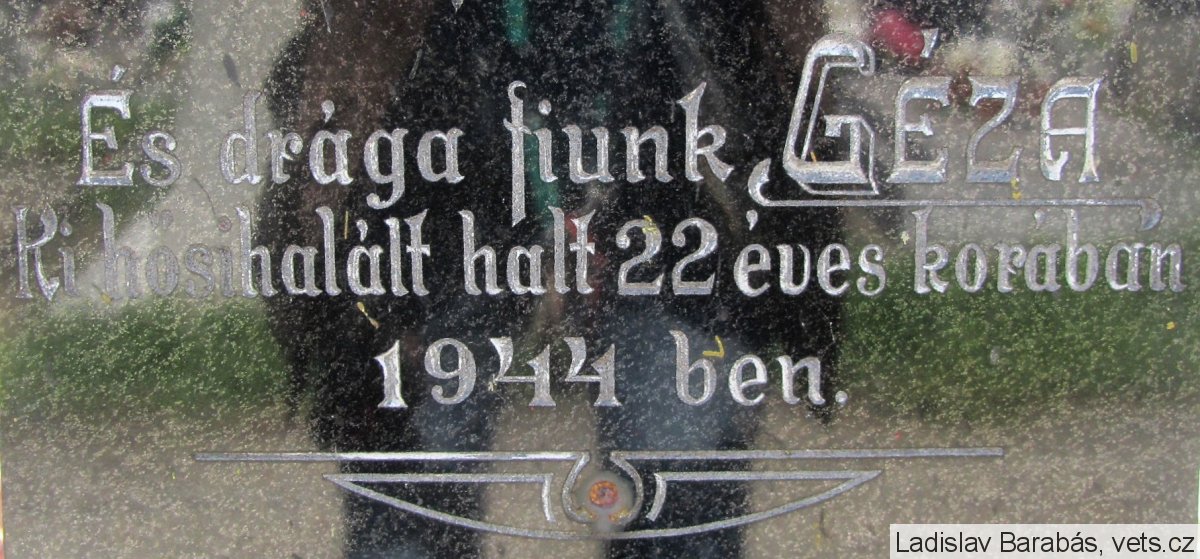 És drága fiunk, GÉZA
Ki hősihalált halt 22 éves korában
1944 ben.
Ladislav Barabás, vets.cz